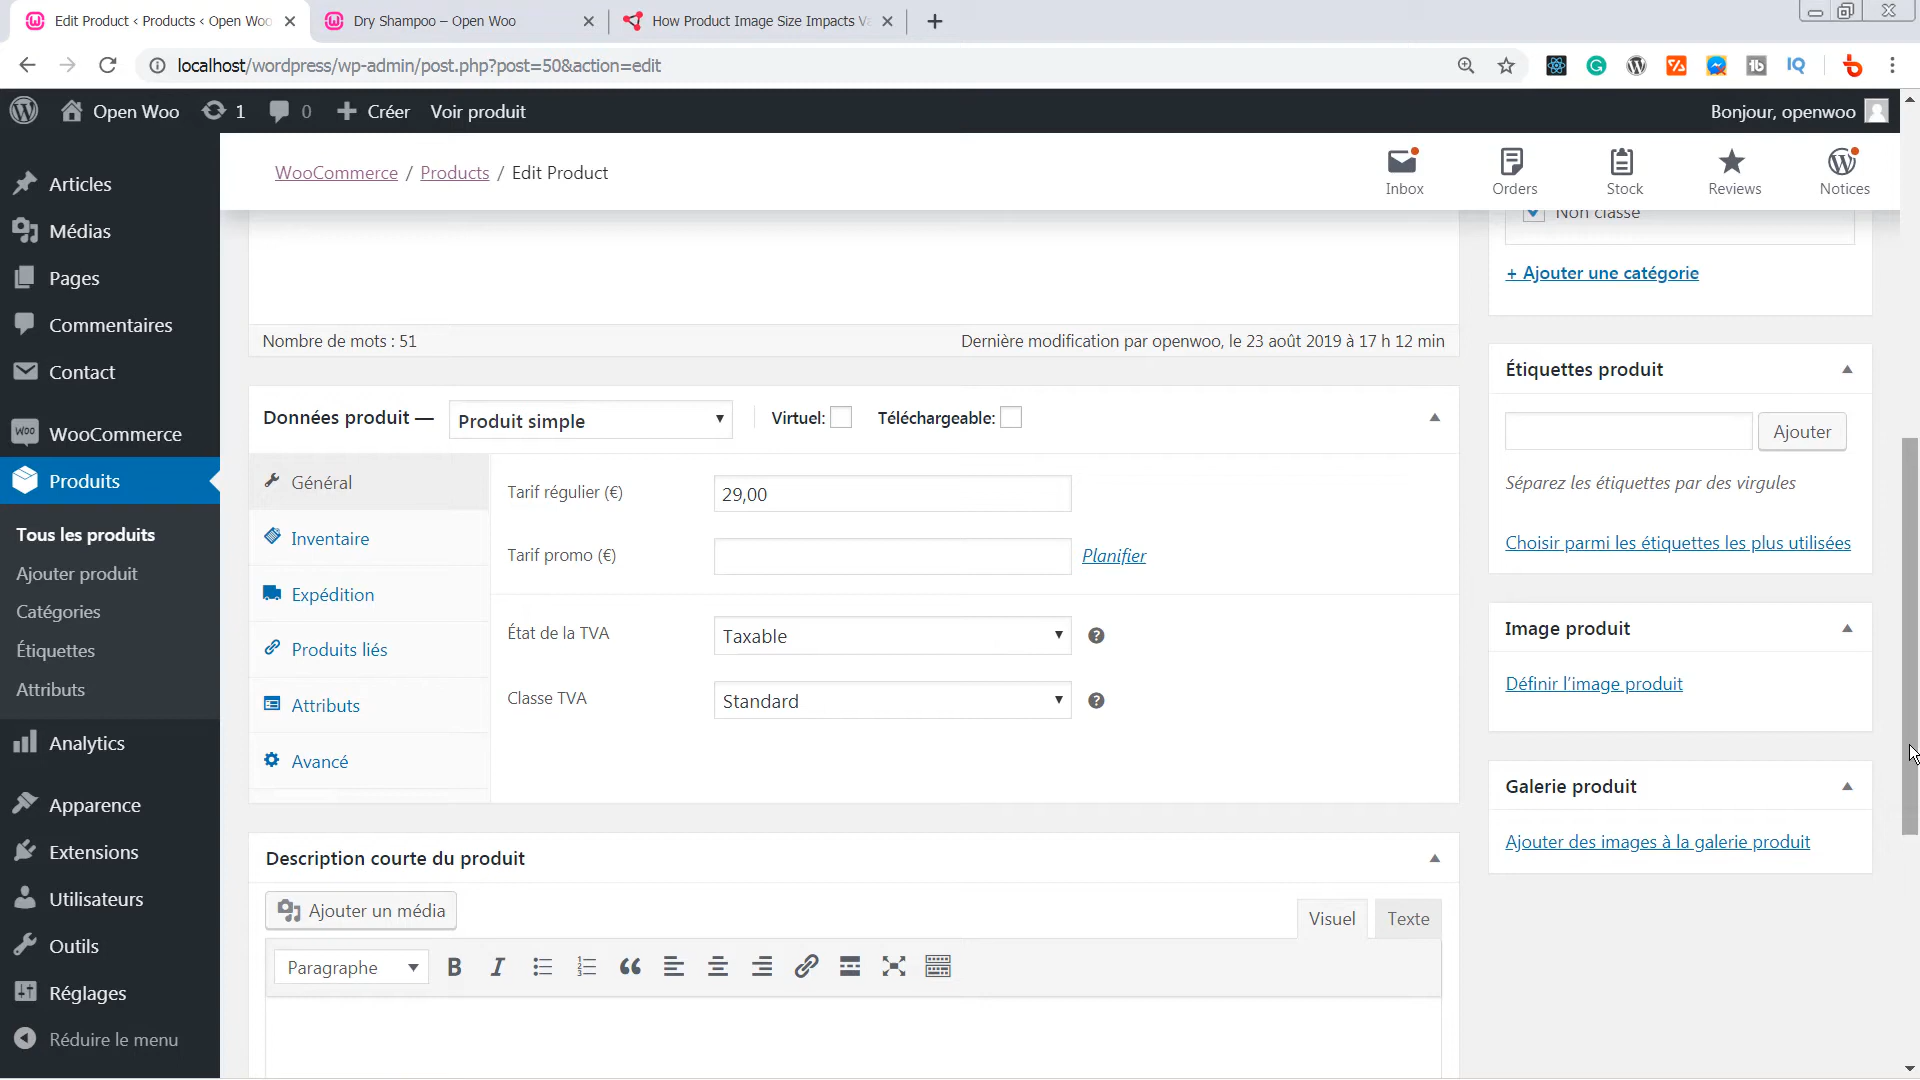 Edit Product ‹ Products ‹ Open Woo
Dry Shampoo – Open Woo
How Product Image Size Impacts Va
localhost/wordpress/wp-admin/post.php?post=50&action=edit
Open Woo 1 0 Créer Voir produit
Bonjour, openwoo
Articles
Médias
Pages
Commentaires
Contact
WooCommerce
Produits
Tous les produits
Ajouter produit
Catégories
Étiquettes
Attributs
Analytics
Apparence
Extensions
Utilisateurs
Outils
Réglages
Réduire le menu
WooCommerce / Products / Edit Product
Inbox
Orders
Stock
Reviews
Notices
Nombre de mots : 51
Dernière modification par openwoo, le 23 août 2019 à 17 h 12 min
Données produit — Produit simple Virtuel: Téléchargeable:
Général
Inventaire
Expédition
Produits liés
Attributs
Avancé
Tarif régulier (€) 29,00
Tarif promo (€) Planifier
État de la TVA Taxable
Classe TVA Standard
Description courte du produit
Ajouter un média
Visuel Texte
Paragraphe
Non classé
+ Ajouter une catégorie
Étiquettes produit
Ajouter
Séparez les étiquettes par des virgules
Choisir parmi les étiquettes les plus utilisées
Image produit
Définir l’image produit
Galerie produit
Ajouter des images à la galerie produit